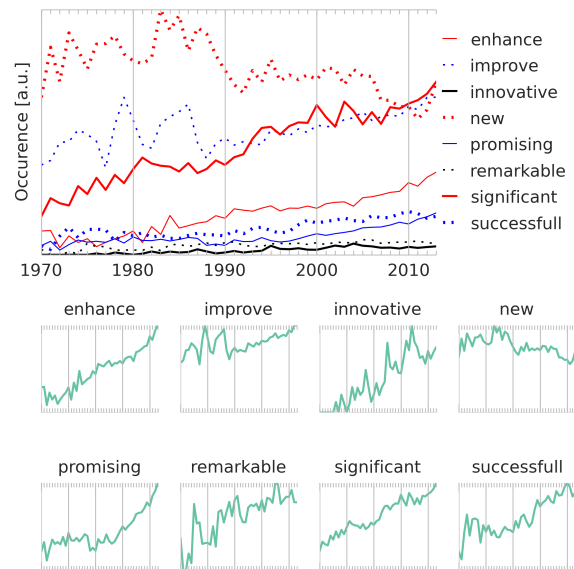 Occurence [a.u.]
enhance
improve
innovative
new
promising
remarkable
significant
successfull
1970 1980 1990 2000 2010
enhance improve innovative new
promising remarkable significant successfull